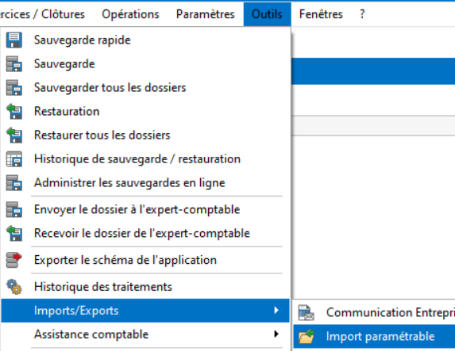 rcices / Clôtures Opérations Paramètres Outils Fenêtres ?
Sauvegarde rapide
Sauvegarde
Sauvegarder tous les dossiers
Restauration
Restaurer tous les dossiers
Historique de sauvegarde / restauration
Administrer les sauvegardes en ligne
Envoyer le dossier à l'expert-comptable
Recevoir le dossier de l'expert-comptable
Exporter le schéma de l'application
Historique des traitements
Imports/Exports
Communication Entrepri
Assistance comptable
Import paramétrable